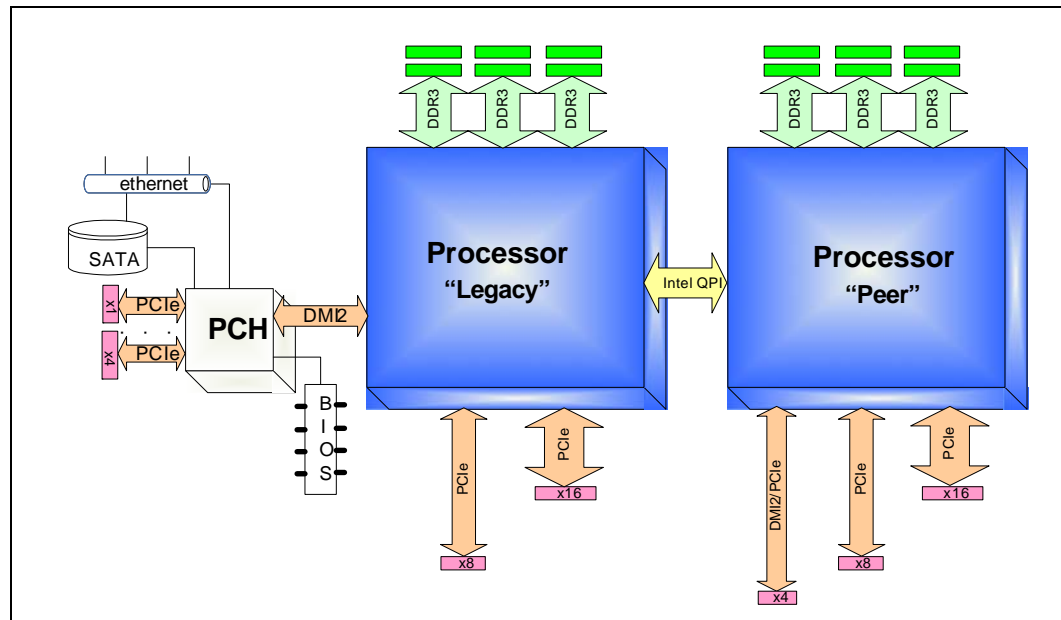 DDR3
DDR3
DDR3
DDR3
DDR3
DDR3
ethernet
SATA
Processor
“Legacy”
Processor
“Peer”
Intel QPI
x1
PCIe
. . .
x4
PCIe
PCH
DMI2
B
I
O
S
PCIe
x8
PCIe
x16
DMI2/PCIe
x4
PCIe
x8
PCIe
x16